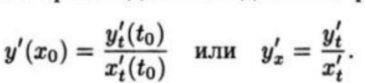 y'(x₀) = y'ₜ(t₀) / x'ₜ(t₀) или y'ₓ = y'ₜ / x'ₜ.